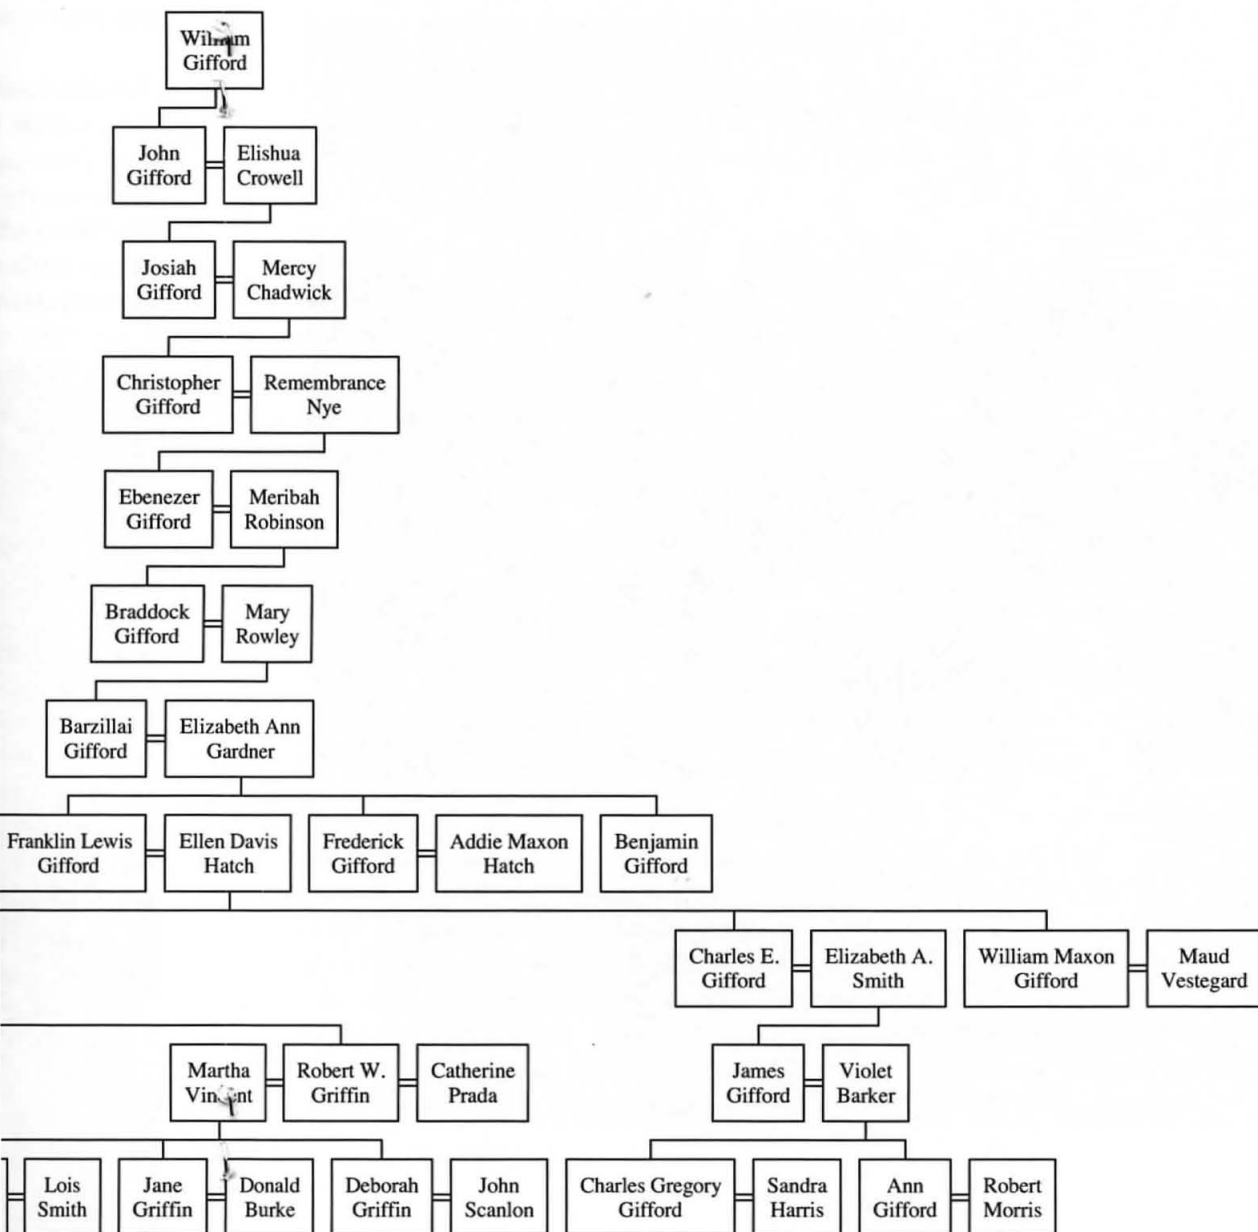 William
Gifford
John
Gifford
Elishua
Crowell
Josiah
Gifford
Mercy
Chadwick
Christopher
Gifford
Remembrance
Nye
Ebenezer
Gifford
Meribah
Robinson
Braddock
Gifford
Mary
Rowley
Barzillai
Gifford
Elizabeth Ann
Gardner
Franklin Lewis
Gifford
Ellen Davis
Hatch
Frederick
Gifford
Addie Maxon
Hatch
Benjamin
Gifford
Charles E.
Gifford
Elizabeth A.
Smith
William Maxon
Gifford
Maud
Vestegard
Martha
Vincent
Robert W.
Griffin
Catherine
Prada
James
Gifford
Violet
Barker
Lois
Smith
Jane
Griffin
Donald
Burke
Deborah
Griffin
John
Scanlon
Charles Gregory
Gifford
Sandra
Harris
Ann
Gifford
Robert
Morris